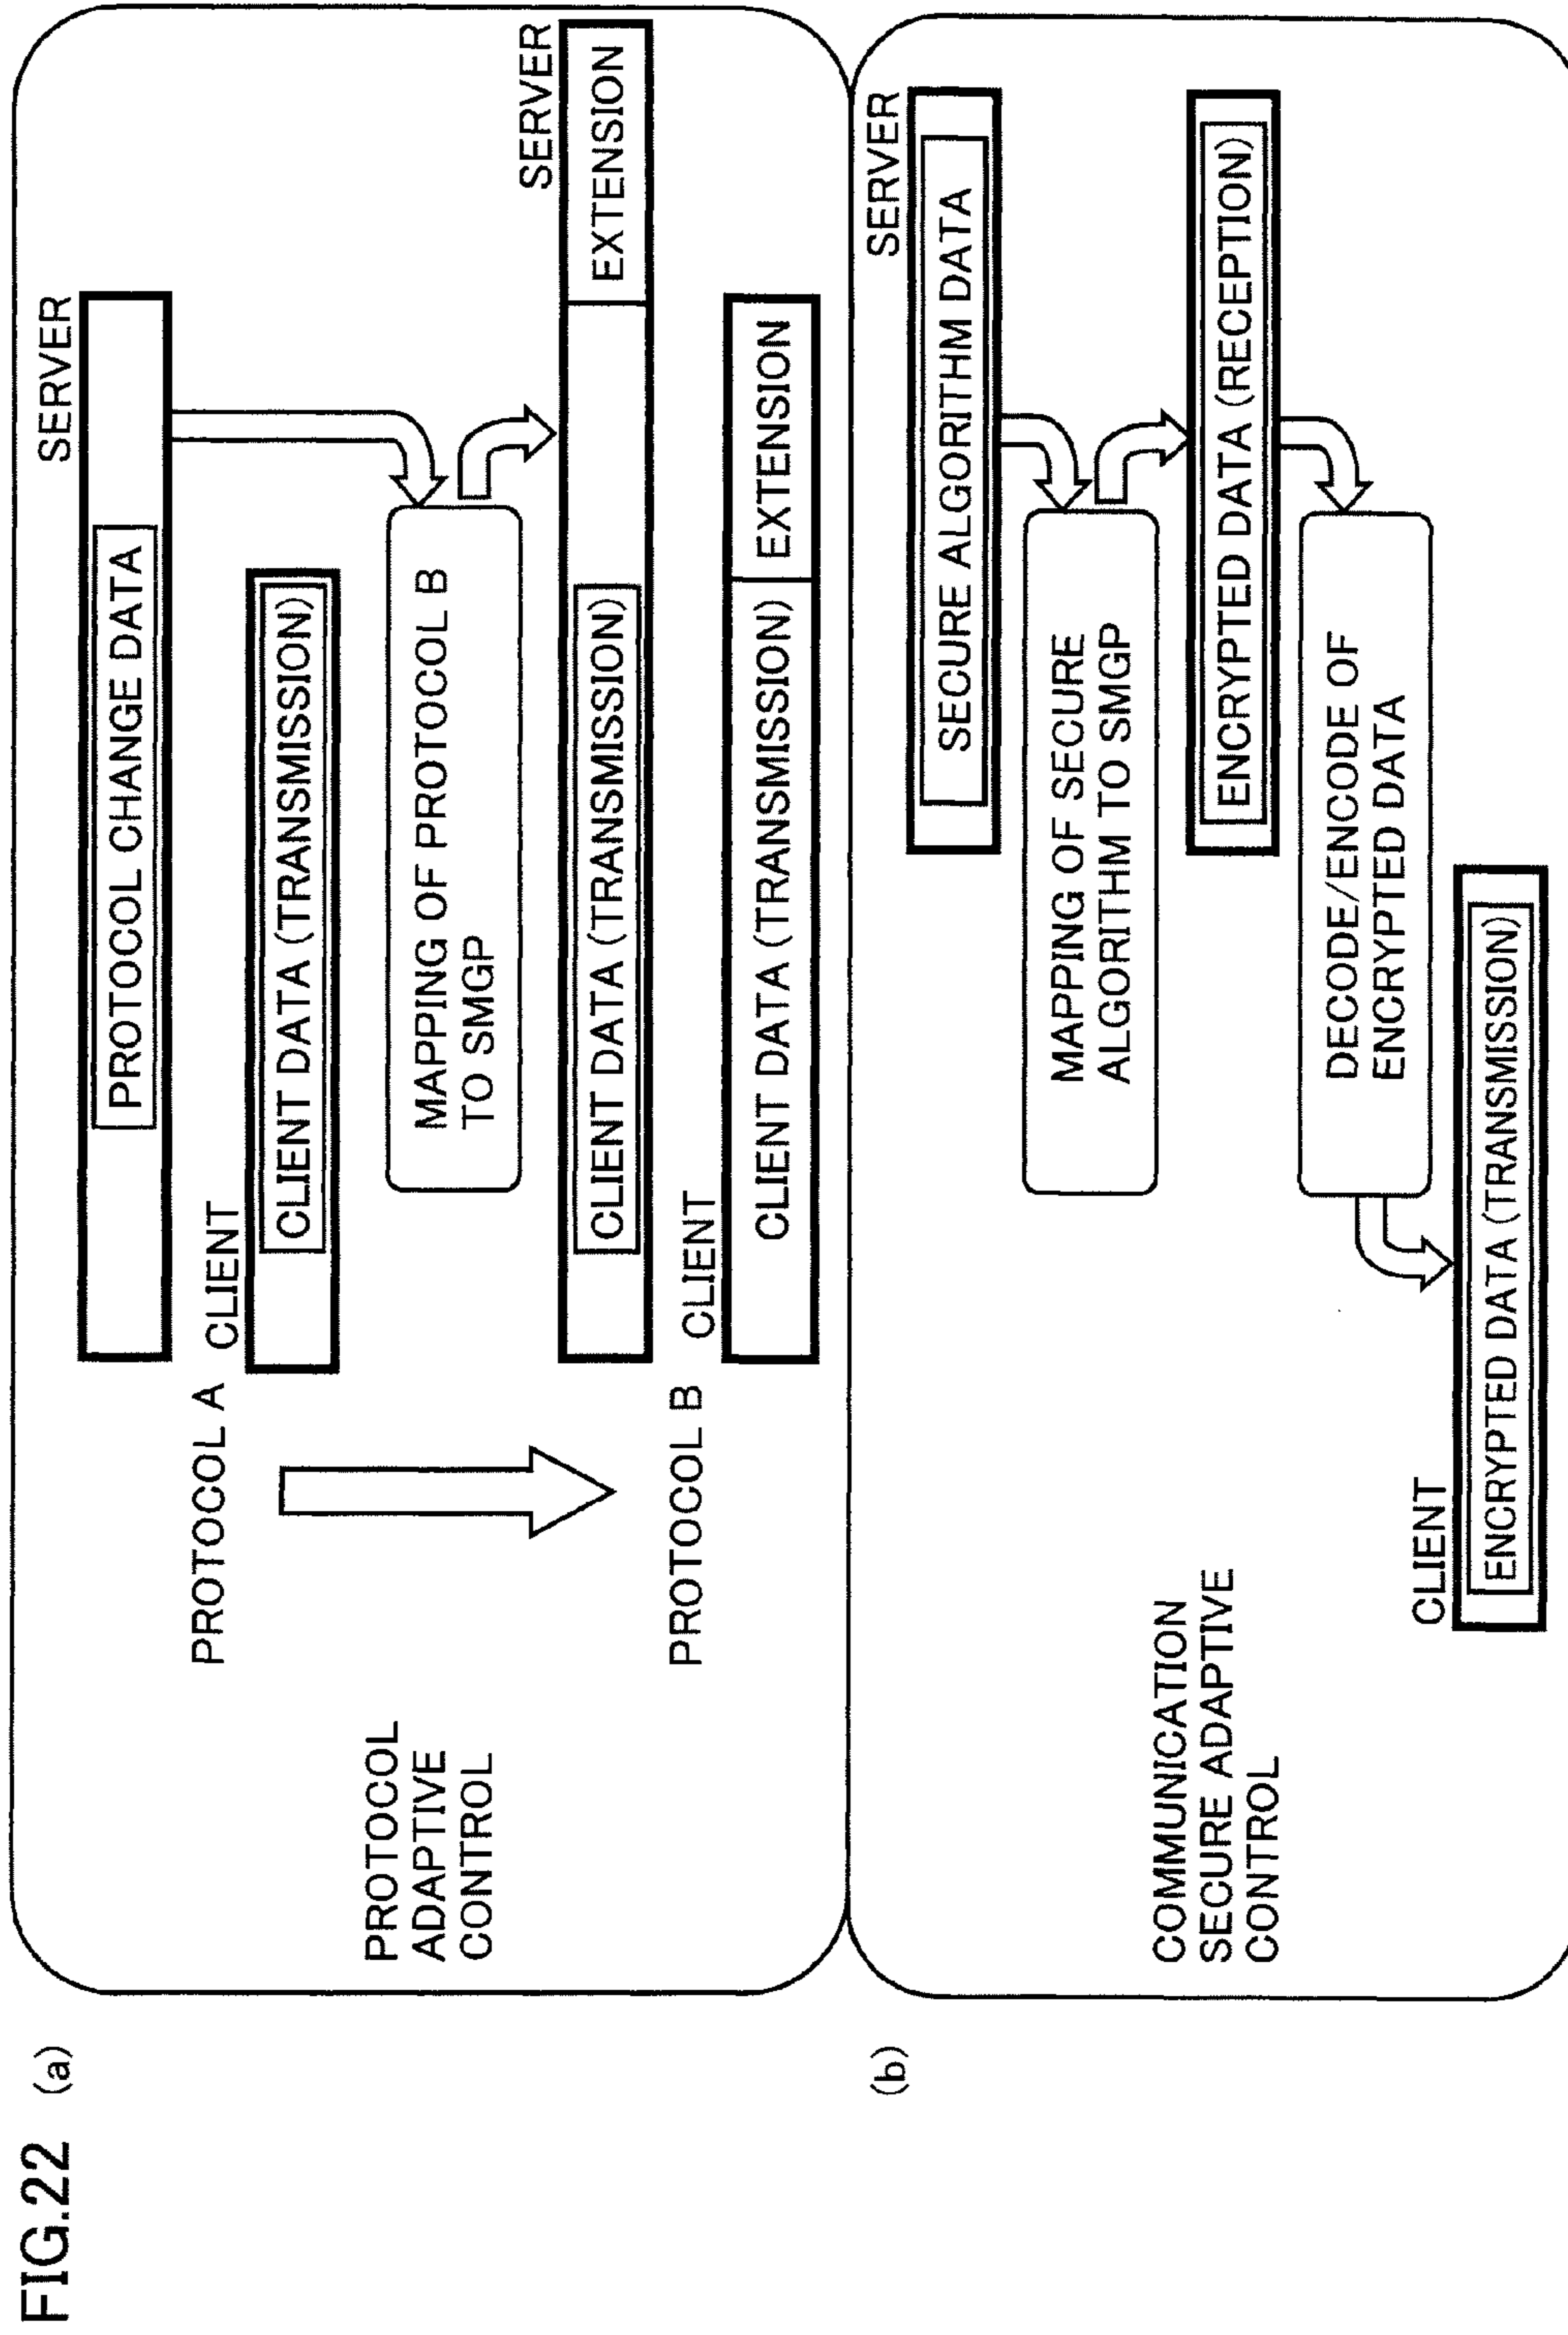 FIG.22
(a)
PROTOCOL
ADAPTIVE
CONTROL
PROTOCOL A
PROTOCOL B
SERVER
PROTOCOL CHANGE DATA
CLIENT
CLIENT DATA (TRANSMISSION)
MAPPING OF PROTOCOL B
TO SMGP
SERVER
CLIENT DATA (TRANSMISSION)
EXTENSION
CLIENT
CLIENT DATA (TRANSMISSION)
EXTENSION
(b)
COMMUNICATION
SECURE ADAPTIVE
CONTROL
SERVER
SECURE ALGORITHM DATA
MAPPING OF SECURE
ALGORITHM TO SMGP
ENCRYPTED DATA (RECEPTION)
DECODE/ENCODE OF
ENCRYPTED DATA
CLIENT
ENCRYPTED DATA (TRANSMISSION)